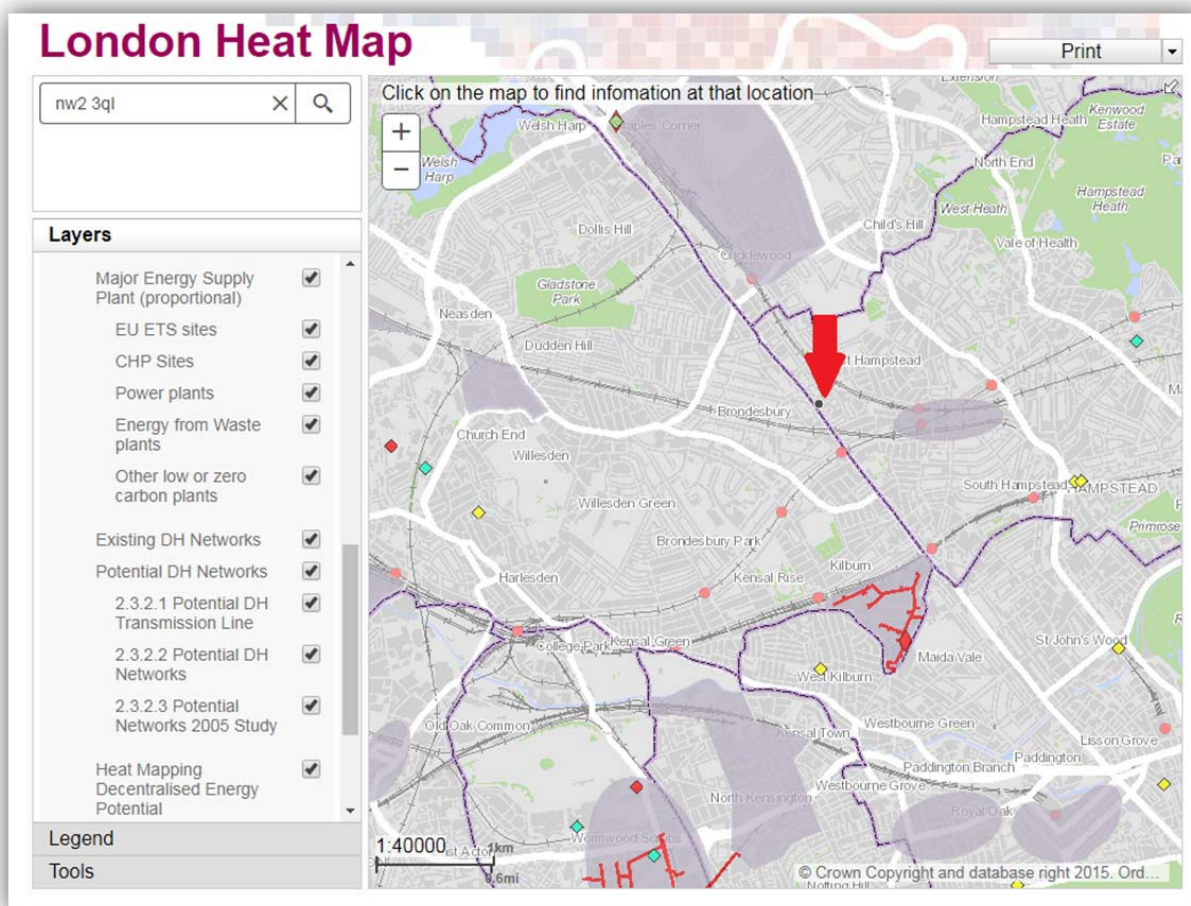 London Heat Map
Print
nw2 3ql
Click on the map to find infomation at that location
+
−
Layers
Major Energy Supply
Plant (proportional)
EU ETS sites
CHP Sites
Power plants
Energy from Waste
plants
Other low or zero
carbon plants
Existing DH Networks
Potential DH Networks
2.3.2.1 Potential DH
Transmission Line
2.3.2.2 Potential DH
Networks
2.3.2.3 Potential
Networks 2005 Study
Heat Mapping
Decentralised Energy
Potential
Legend
Tools
Extension
Hampstead Heath
Kenwood
Estate
Welsh Harp
Staples Corner
Welsh
Harp
North End
Hampstead
Heath
West Heath
Child's Hill
Dollis Hill
Vale of Health
Cricklewood
Gladstone
Park
Neasden
Dudden Hill
Hampstead
Brondesbury
Church End
Willesden
South Hampstead
HAMPSTEAD
Willesden Green
Primrose
Brondesbury Park
Kilburn
Harlesden
Kensal Rise
College Park
Kensal Green
St John's Wood
Maida Vale
West Kilburn
Old Oak Common
Westbourne Green
Kensal Town
Lisson Grove
Paddington
Paddington Branch
Westbourne Grove
North Kensington
Royal Oak
Wormwood Scrubs
1:40000
1km
0.6mi
© Crown Copyright and database right 2015. Ord...
Notting Hill